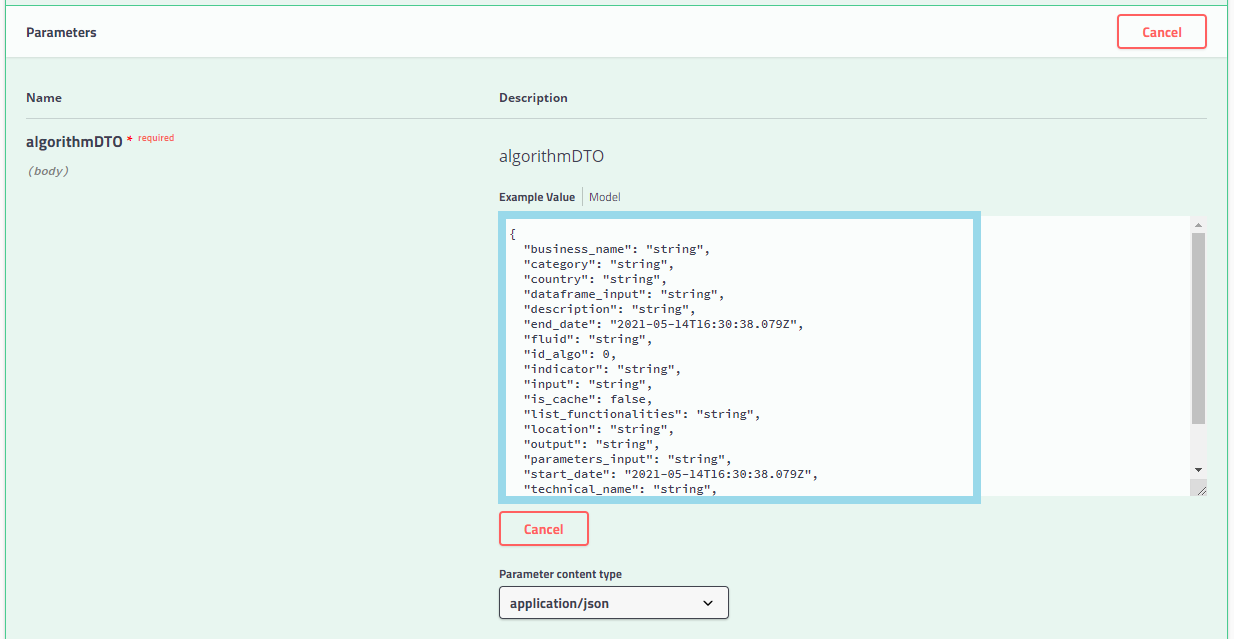 Parameters
Cancel
Name
Description
algorithmDTO * required
(body)
algorithmDTO
Example Value
Model
{
"business_name": "string",
"category": "string",
"country": "string",
"dataframe_input": "string",
"description": "string",
"end_date": "2021-05-14T16:30:38.079Z",
"fluid": "string",
"id_algo": 0,
"indicator": "string",
"input": "string",
"is_cache": false,
"list_functionalities": "string",
"location": "string",
"output": "string",
"parameters_input": "string",
"start_date": "2021-05-14T16:30:38.079Z",
"technical_name": "string",
Cancel
Parameter content type
application/json